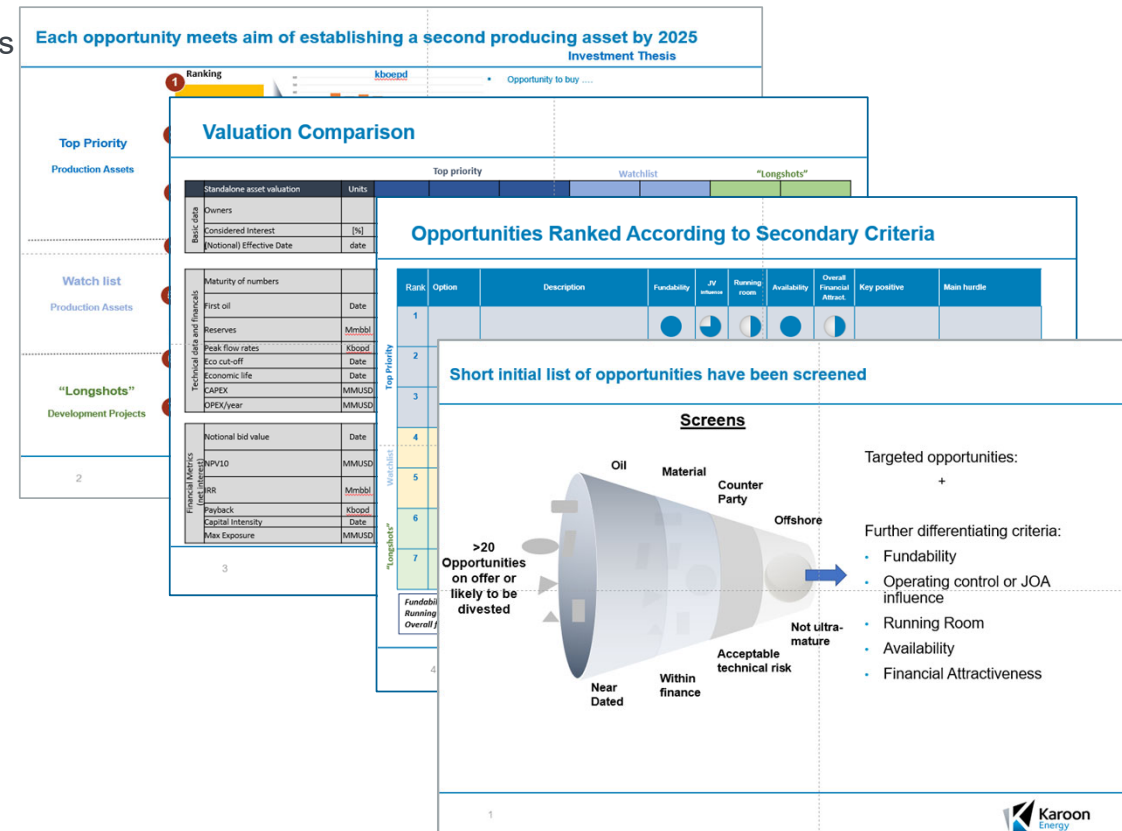 s
Each opportunity meets aim of establishing a second producing asset by 2025
Investment Thesis
Ranking
kboepd
Opportunity to buy ....
1
Top Priority
Production Assets
Watch list
Production Assets
“Longshots”
Development Projects
2
Valuation Comparison
Top priority
Watchlist
“Longshots”
Standalone asset valuation Units
Basic data
Owners
Considered Interest [%]
(Notional) Effective Date date
Technical data and financals
Maturity of numbers
First oil Date
Reserves Mmbbl
Peak flow rates Kbopd
Eco cut-off Date
Economic life Date
CAPEX MMUSD
OPEX/year MMUSD
Financial Metrics
(net interest)
Notional bid value Date
NPV10 MMUSD
IRR Mmbbl
Payback Kbopd
Capital Intensity Date
Max Exposure MMUSD
3
Opportunities Ranked According to Secondary Criteria
Rank Option Description Fundability JV influence Running room Availability Overall Financial Attract. Key positive Main hurdle
Top Priority
1
2
3
Watchlist
4
5
“Longshots”
6
7
Fundabil
Running
Overall f
4
Short initial list of opportunities have been screened
Screens
Oil
Material
Counter
Party
Offshore
>20
Opportunities
on offer or
likely to be
divested
Near
Dated
Within
finance
Acceptable
technical risk
Not ultra-
mature
Targeted opportunities:
+
Further differentiating criteria:
• Fundability
• Operating control or JOA
influence
• Running Room
• Availability
• Financial Attractiveness
1
Karoon
Energy